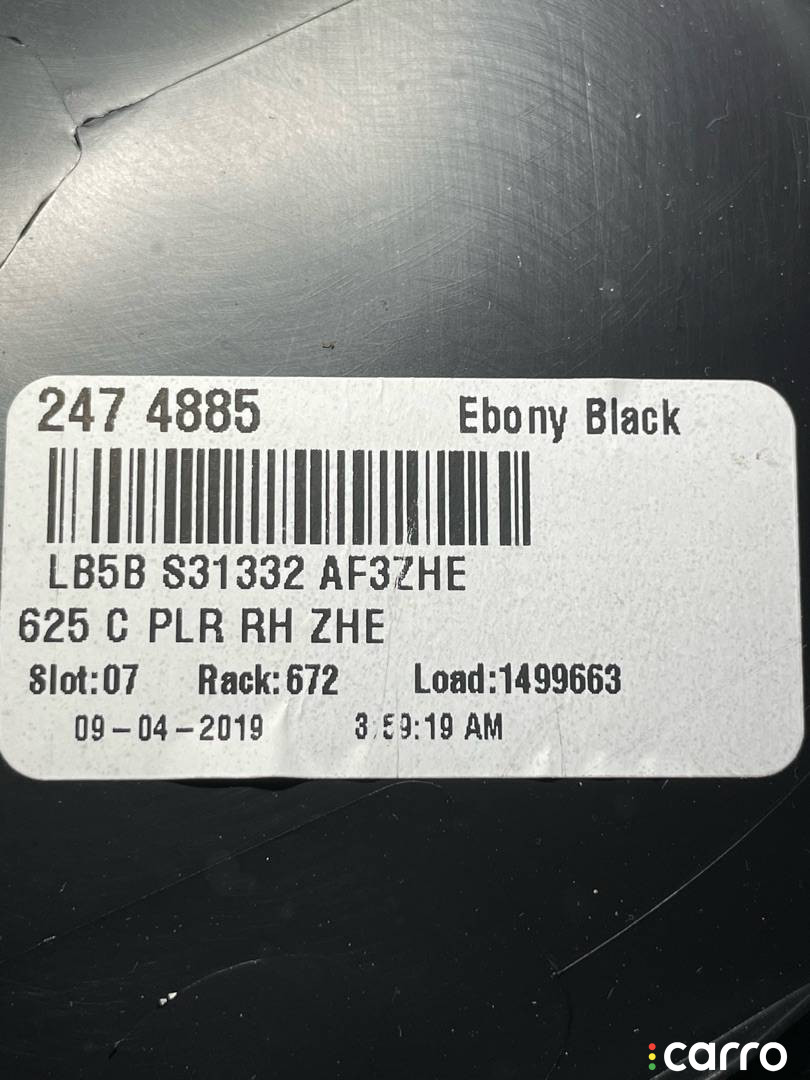 247 4885 Ebony Black
LB5B S31332 AF3ZHE
625 C PLR RH ZHE
Slot:07 Rack:672 Load:1499663
09-04-2019 3:59:19 AM
carro